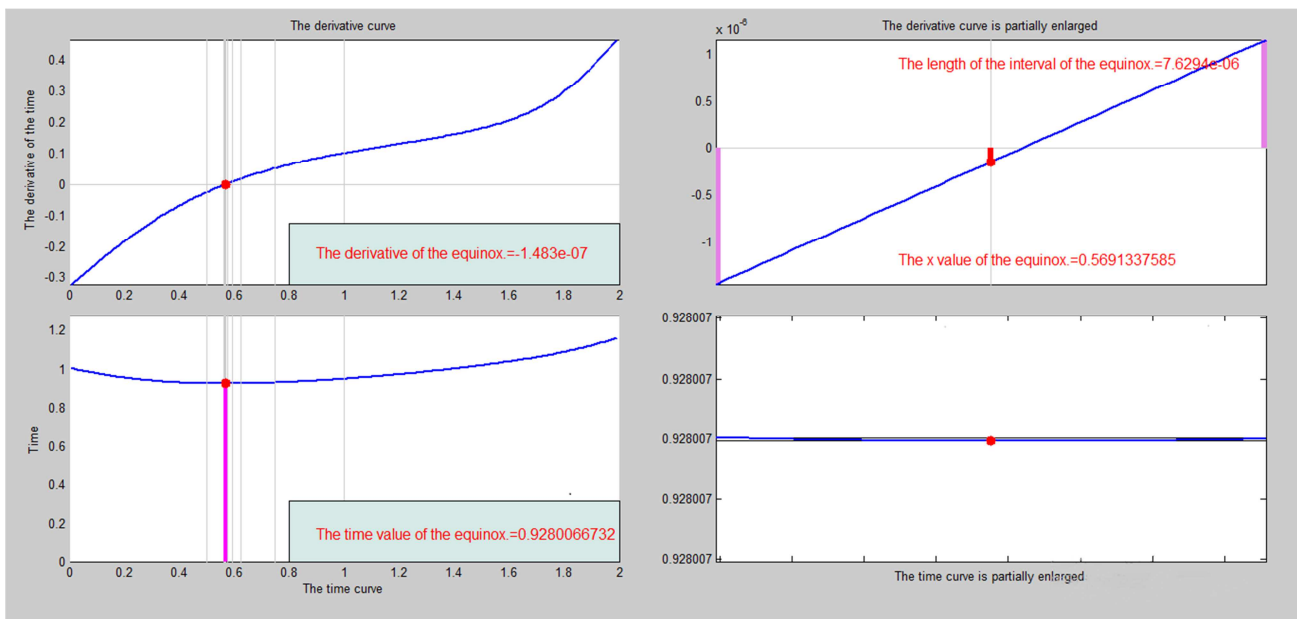 The derivative curve
The derivative of the time
0.4
0.3
0.2
0.1
0
-0.1
-0.2
-0.3
0 0.2 0.4 0.6 0.8 1 1.2 1.4 1.6 1.8 2
The derivative of the equinox.=-1.483e-07
The derivative curve is partially enlarged
x 10⁻⁶
1
0.5
0
-0.5
-1
The length of the interval of the equinox.=7.6294e-06
The x value of the equinox.=0.5691337585
Time
1.2
1
0.8
0.6
0.4
0.2
0
0 0.2 0.4 0.6 0.8 1 1.2 1.4 1.6 1.8 2
The time value of the equinox.=0.9280066732
The time curve
0.928007
0.928007
0.928007
0.928007
0.928007
The time curve is partially enlarged